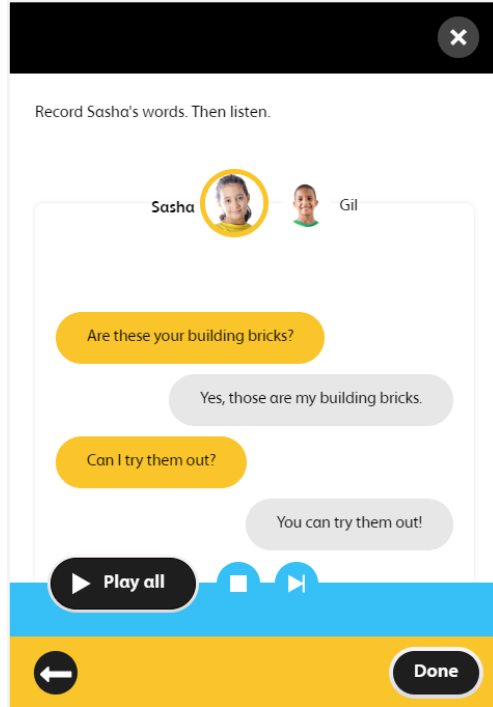 Record Sasha's words. Then listen.
Sasha
Gil
Are these your building bricks?
Yes, those are my building bricks.
Can I try them out?
You can try them out!
Play all
Done